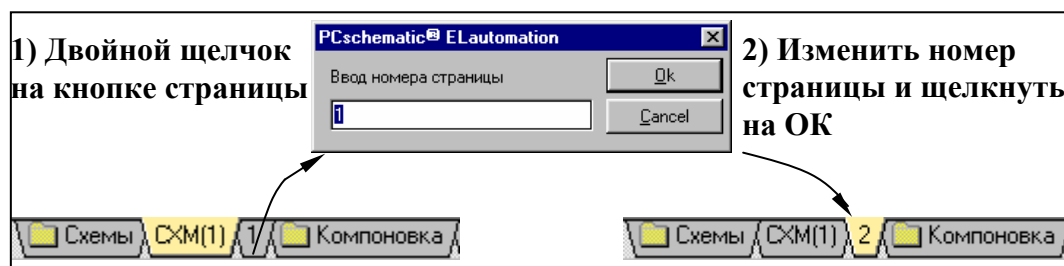 1) Двойной щелчок
на кнопке страницы
PCschematic® ELautomation
Ввод номера страницы
1
Ok
Cancel
2) Изменить номер
страницы и щелкнуть
на ОК
Схемы СХМ(1) 1 Компоновка
Схемы СХМ(1) 2 Компоновка